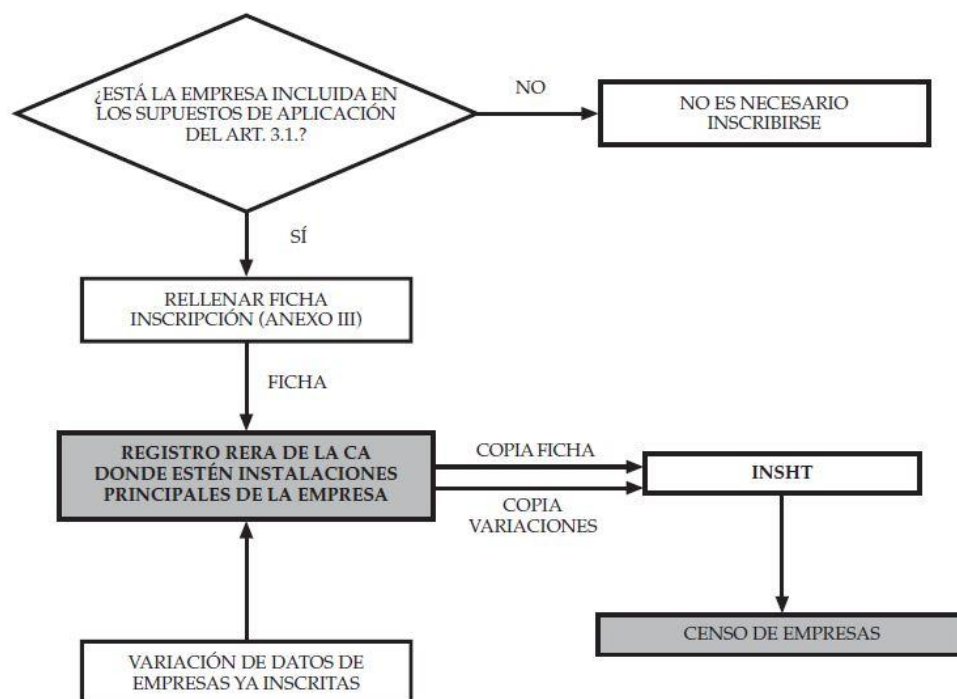 ¿ESTÁ LA EMPRESA INCLUIDA EN
LOS SUPUESTOS DE APLICACIÓN
DEL ART. 3.1.?
NO
NO ES NECESARIO
INSCRIBIRSE
SÍ
RELLENAR FICHA
INSCRIPCIÓN (ANEXO III)
FICHA
REGISTRO RERA DE LA CA
DONDE ESTÉN INSTALACIONES
PRINCIPALES DE LA EMPRESA
COPIA FICHA
COPIA
VARIACIONES
INSHT
CENSO DE EMPRESAS
VARIACIÓN DE DATOS DE
EMPRESAS YA INSCRITAS